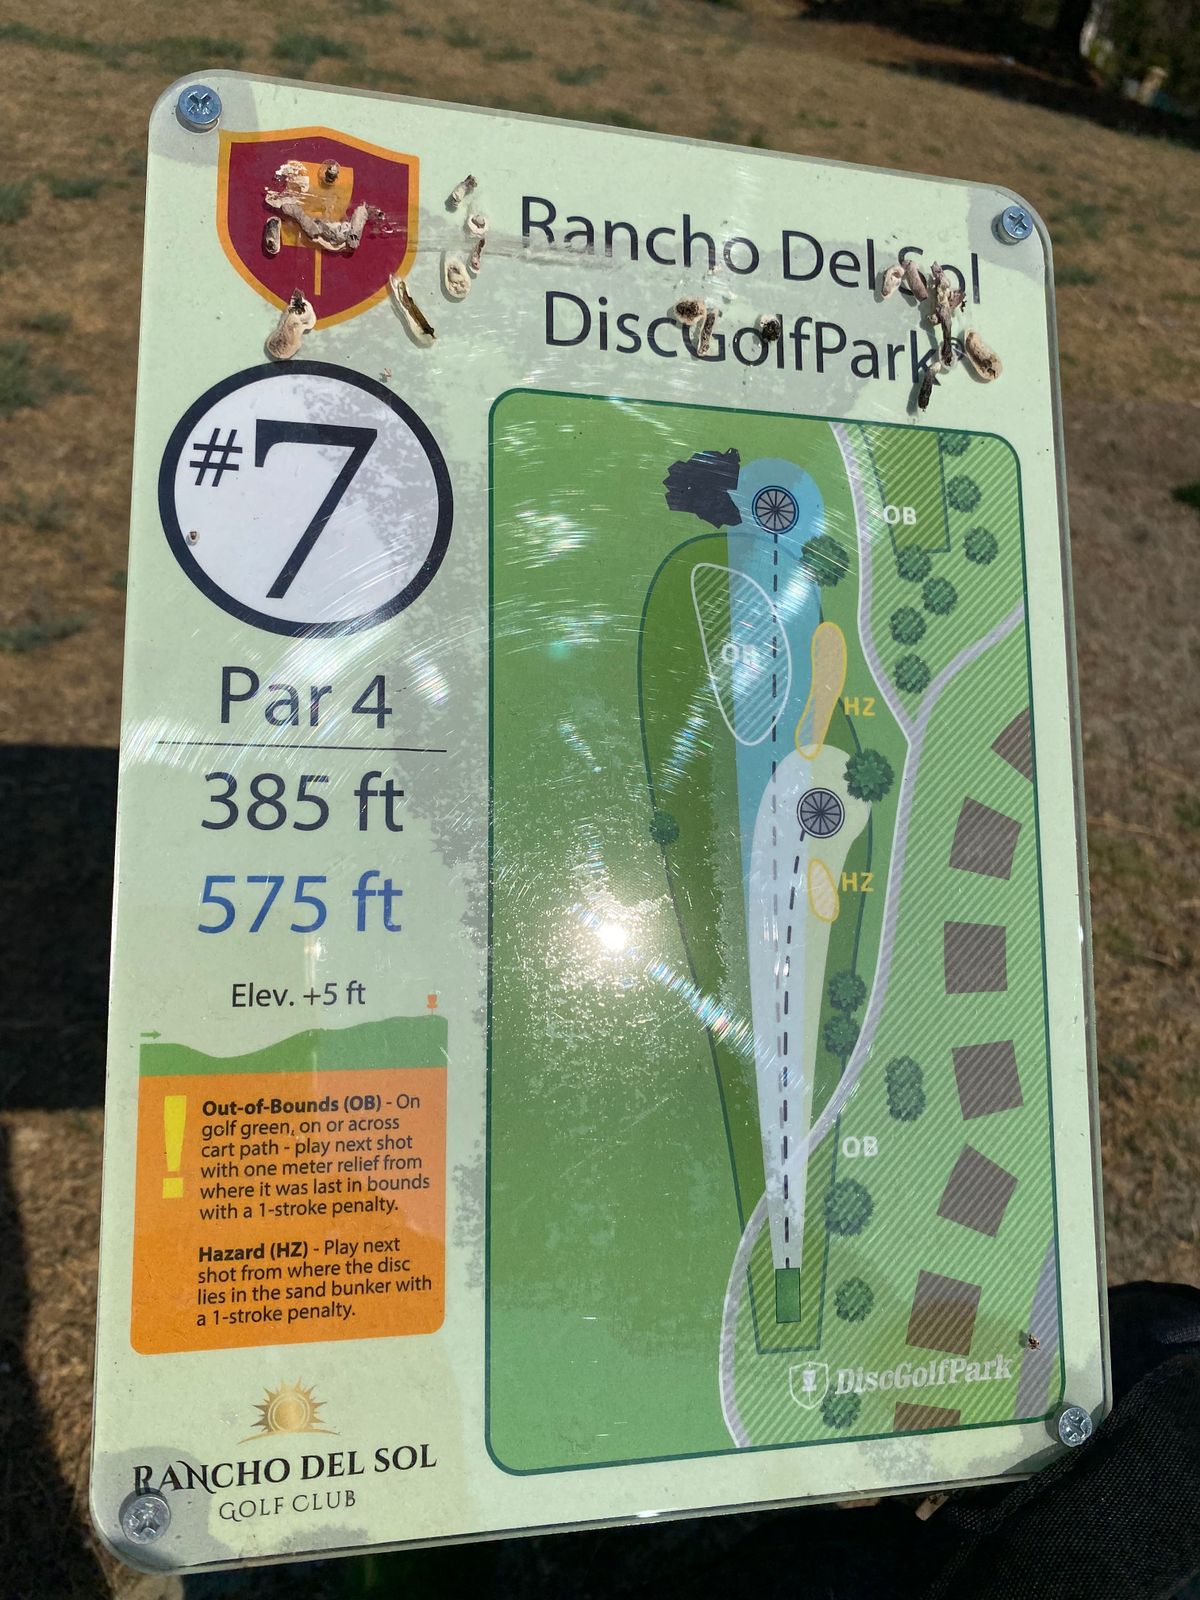 Rancho Del Sol
DiscGolfPark®
#7
Par 4
385 ft
575 ft
Elev. +5 ft
Out-of-Bounds (OB) - On
golf green, on or across
cart path - play next shot
with one meter relief from
where it was last in bounds
with a 1-stroke penalty.
Hazard (HZ) - Play next
shot from where the disc
lies in the sand bunker with
a 1-stroke penalty.
RANCHO DEL SOL
GOLF CLUB
OB
OB
HZ
HZ
OB
DiscGolfPark